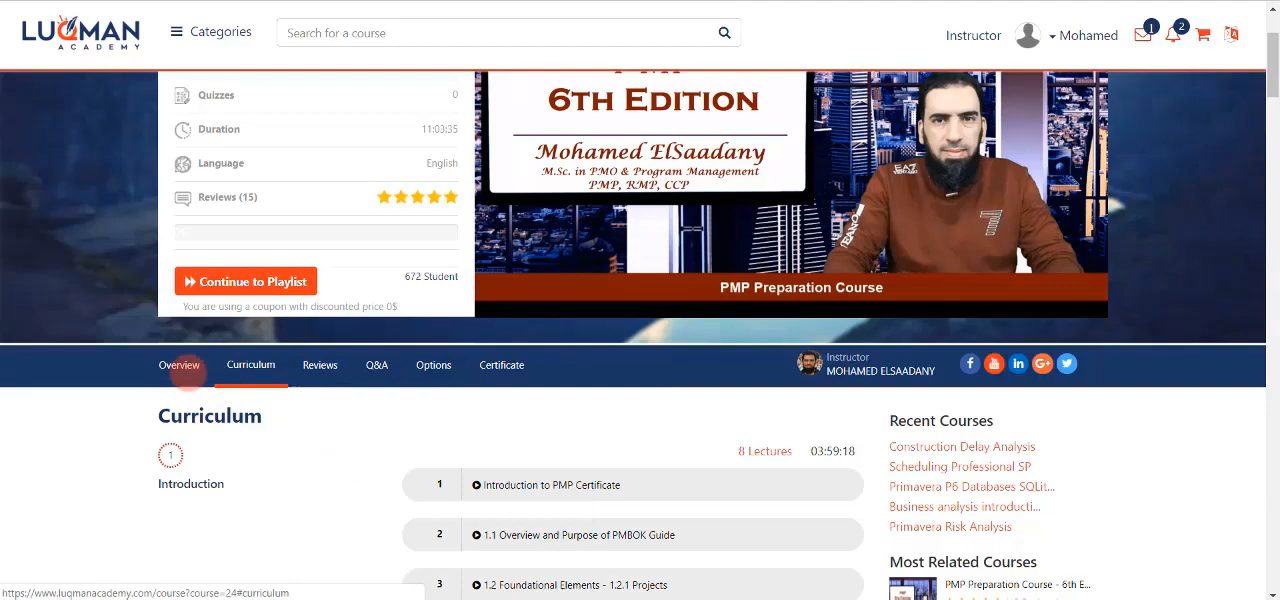 LUQMAN
ACADEMY
Categories
Search for a course
Instructor
Mohamed
1
2
Quizzes
0
Duration
11:03:35
Language
English
Reviews (15)
Continue to Playlist
672 Student
You are using a coupon with discounted price 0$
6TH EDITION
Mohamed ElSaadany
M.Sc. in PMO & Program Management
PMP, RMP, CCP
PMP Preparation Course
Overview
Curriculum
Reviews
Q&A
Options
Certificate
Instructor
MOHAMED ELSAADANY
Curriculum
1
Introduction
8 Lectures
03:59:18
1
Introduction to PMP Certificate
2
1.1 Overview and Purpose of PMBOK Guide
3
1.2 Foundational Elements - 1.2.1 Projects
Recent Courses
Construction Delay Analysis
Scheduling Professional SP
Primavera P6 Databases SQLit...
Business analysis introducti...
Primavera Risk Analysis
Most Related Courses
PMP Preparation Course - 6th E...
https://www.luqmanacademy.com/course?course=24#curriculum